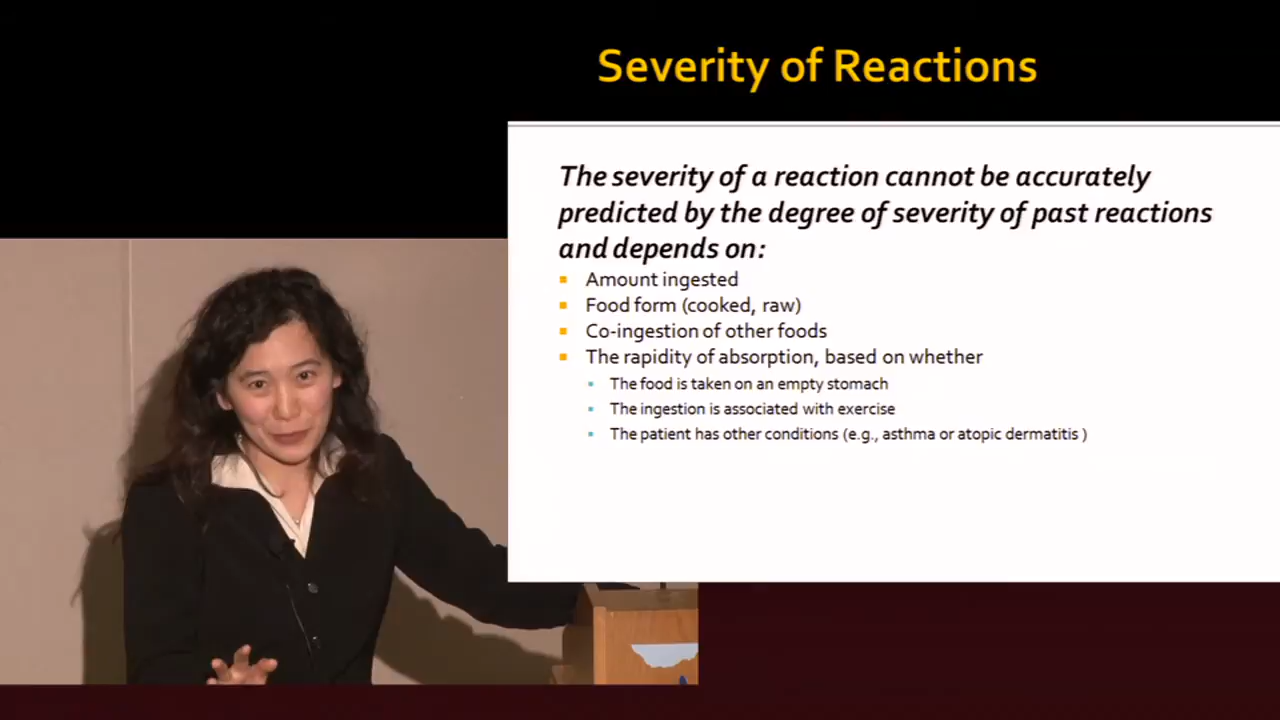 Severity of Reactions
The severity of a reaction cannot be accurately
predicted by the degree of severity of past reactions
and depends on:
Amount ingested
Food form (cooked, raw)
Co-ingestion of other foods
The rapidity of absorption, based on whether
The food is taken on an empty stomach
The ingestion is associated with exercise
The patient has other conditions (e.g., asthma or atopic dermatitis )